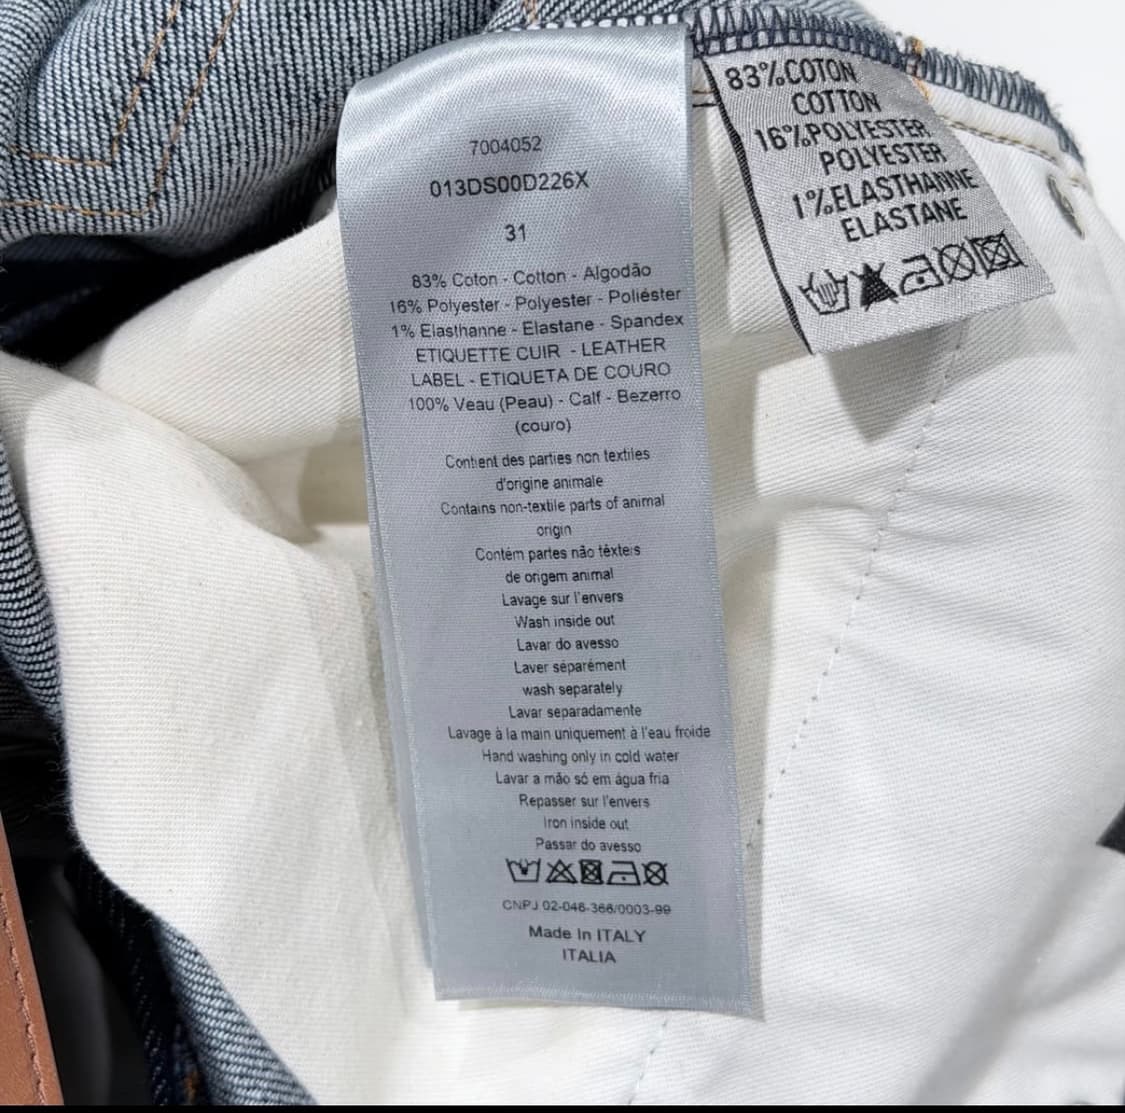 7004052
013DS00D226X
31
83% Coton - Cotton - Algodão
16% Polyester - Polyester - Poliéster
1% Elasthanne - Elastane - Spandex
ETIQUETTE CUIR - LEATHER
LABEL - ETIQUETA DE COURO
100% Veau (Peau) - Calf - Bezerro
(couro)
Contient des parties non textiles
d'origine animale
Contains non-textile parts of animal
origin
Contém partes não têxteis
de origem animal
Lavage sur l'envers
Wash inside out
Lavar do avesso
Laver séparément
wash separately
Lavar separadamente
Lavage à la main uniquement à l'eau froide
Hand washing only in cold water
Lavar a mão só em água fria
Repasser sur l'envers
Iron inside out
Passar do avesso
CNPJ 02-046-366/0003-99
Made In ITALY
ITALIA
83%COTON
COTTON
16%POLYESTER
POLYESTER
1%ELASTHANNE
ELASTANE